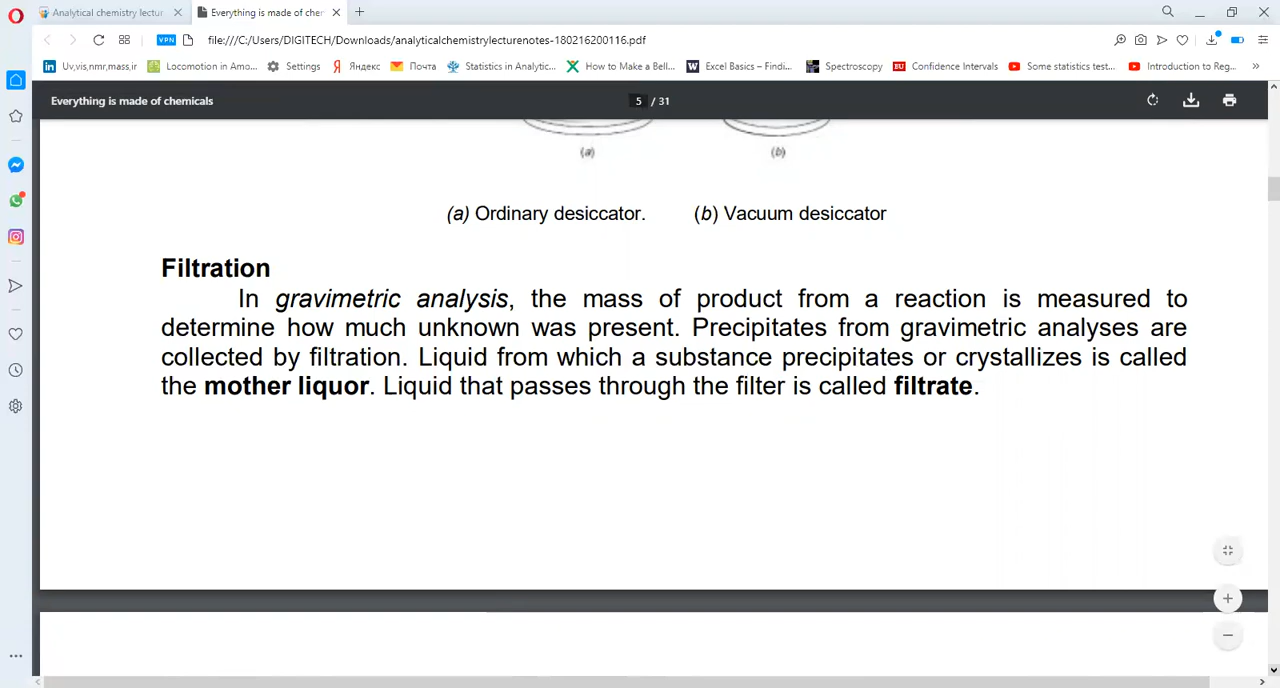 Analytical chemistry lectur
Everything is made of cher
VPN
file:///C:/Users/DIGITECH/Downloads/analyticalchemistrylecturenotes-180216200116.pdf
Uv,vis,nmr,mass,ir
Locomotion in Amo...
Settings
Яндекс
Почта
Statistics in Analytic...
How to Make a Bell...
Excel Basics – Findi...
Spectroscopy
Confidence Intervals
Some statistics test...
Introduction to Reg...
»
Everything is made of chemicals
5 / 31
(a) (b)
(a) Ordinary desiccator. (b) Vacuum desiccator
Filtration
In gravimetric analysis, the mass of product from a reaction is measured to
determine how much unknown was present. Precipitates from gravimetric analyses are
collected by filtration. Liquid from which a substance precipitates or crystallizes is called
the mother liquor. Liquid that passes through the filter is called filtrate.